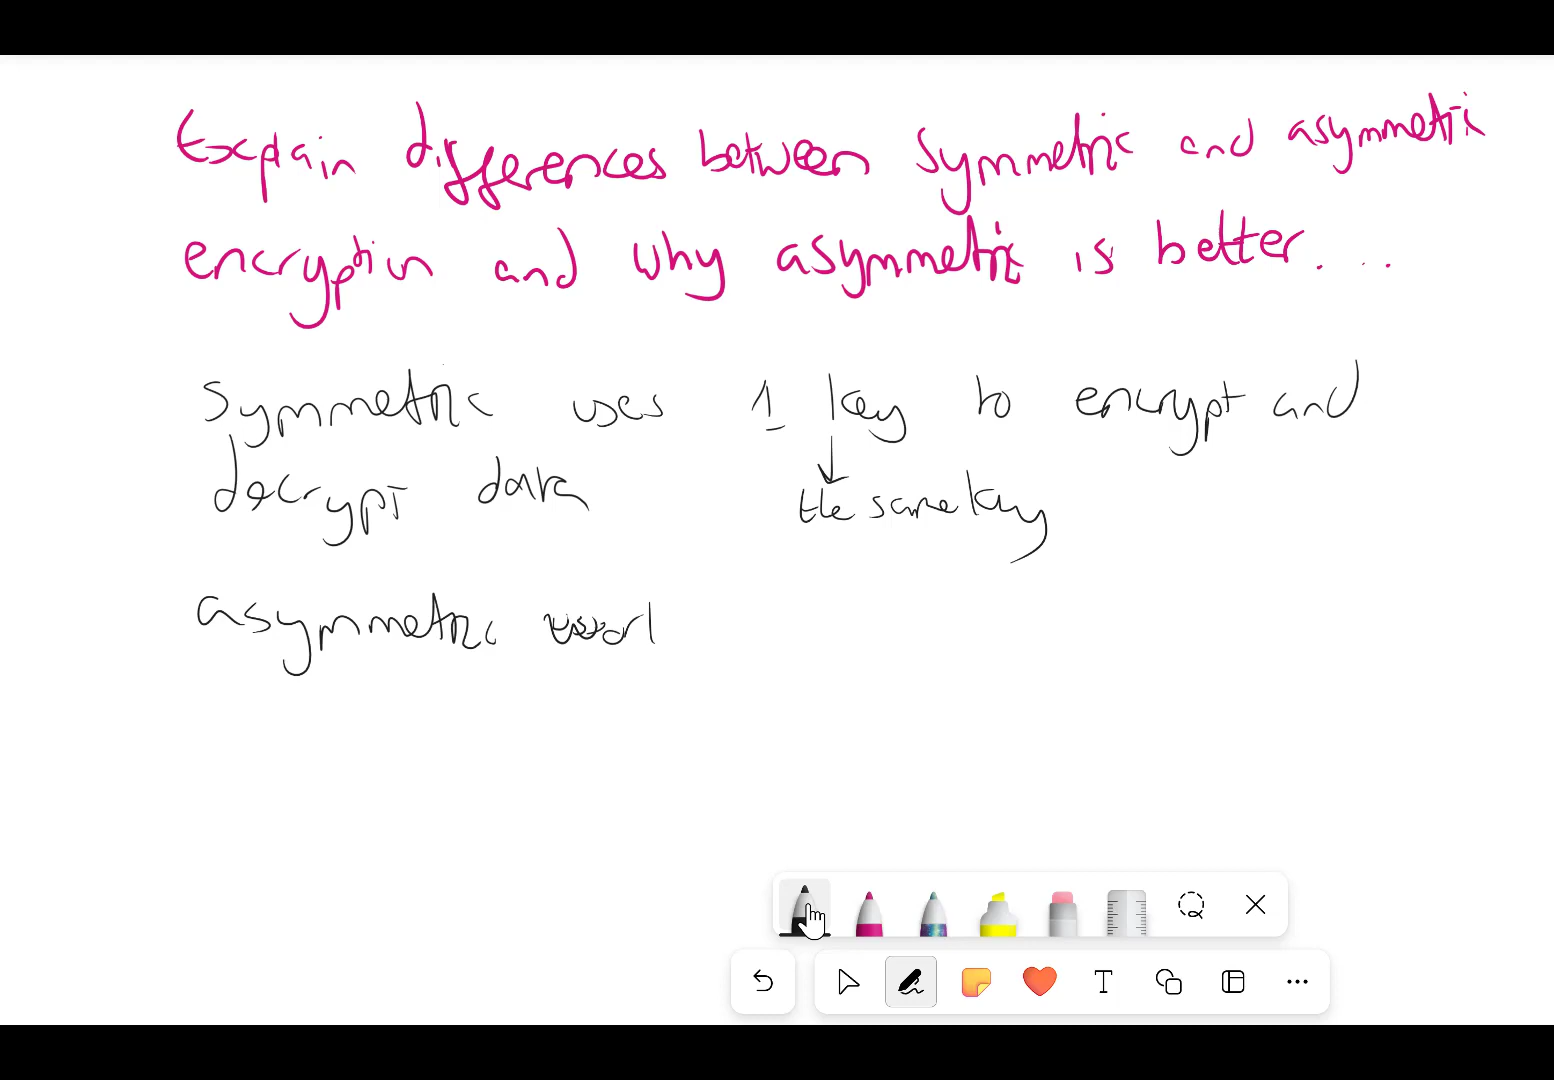 Explain differences between symmetric and asymmetric
encryption and why asymmetric is better...
Symmetric uses 1 key to encrypt and
decrypt data
the same key
asymmetric
T